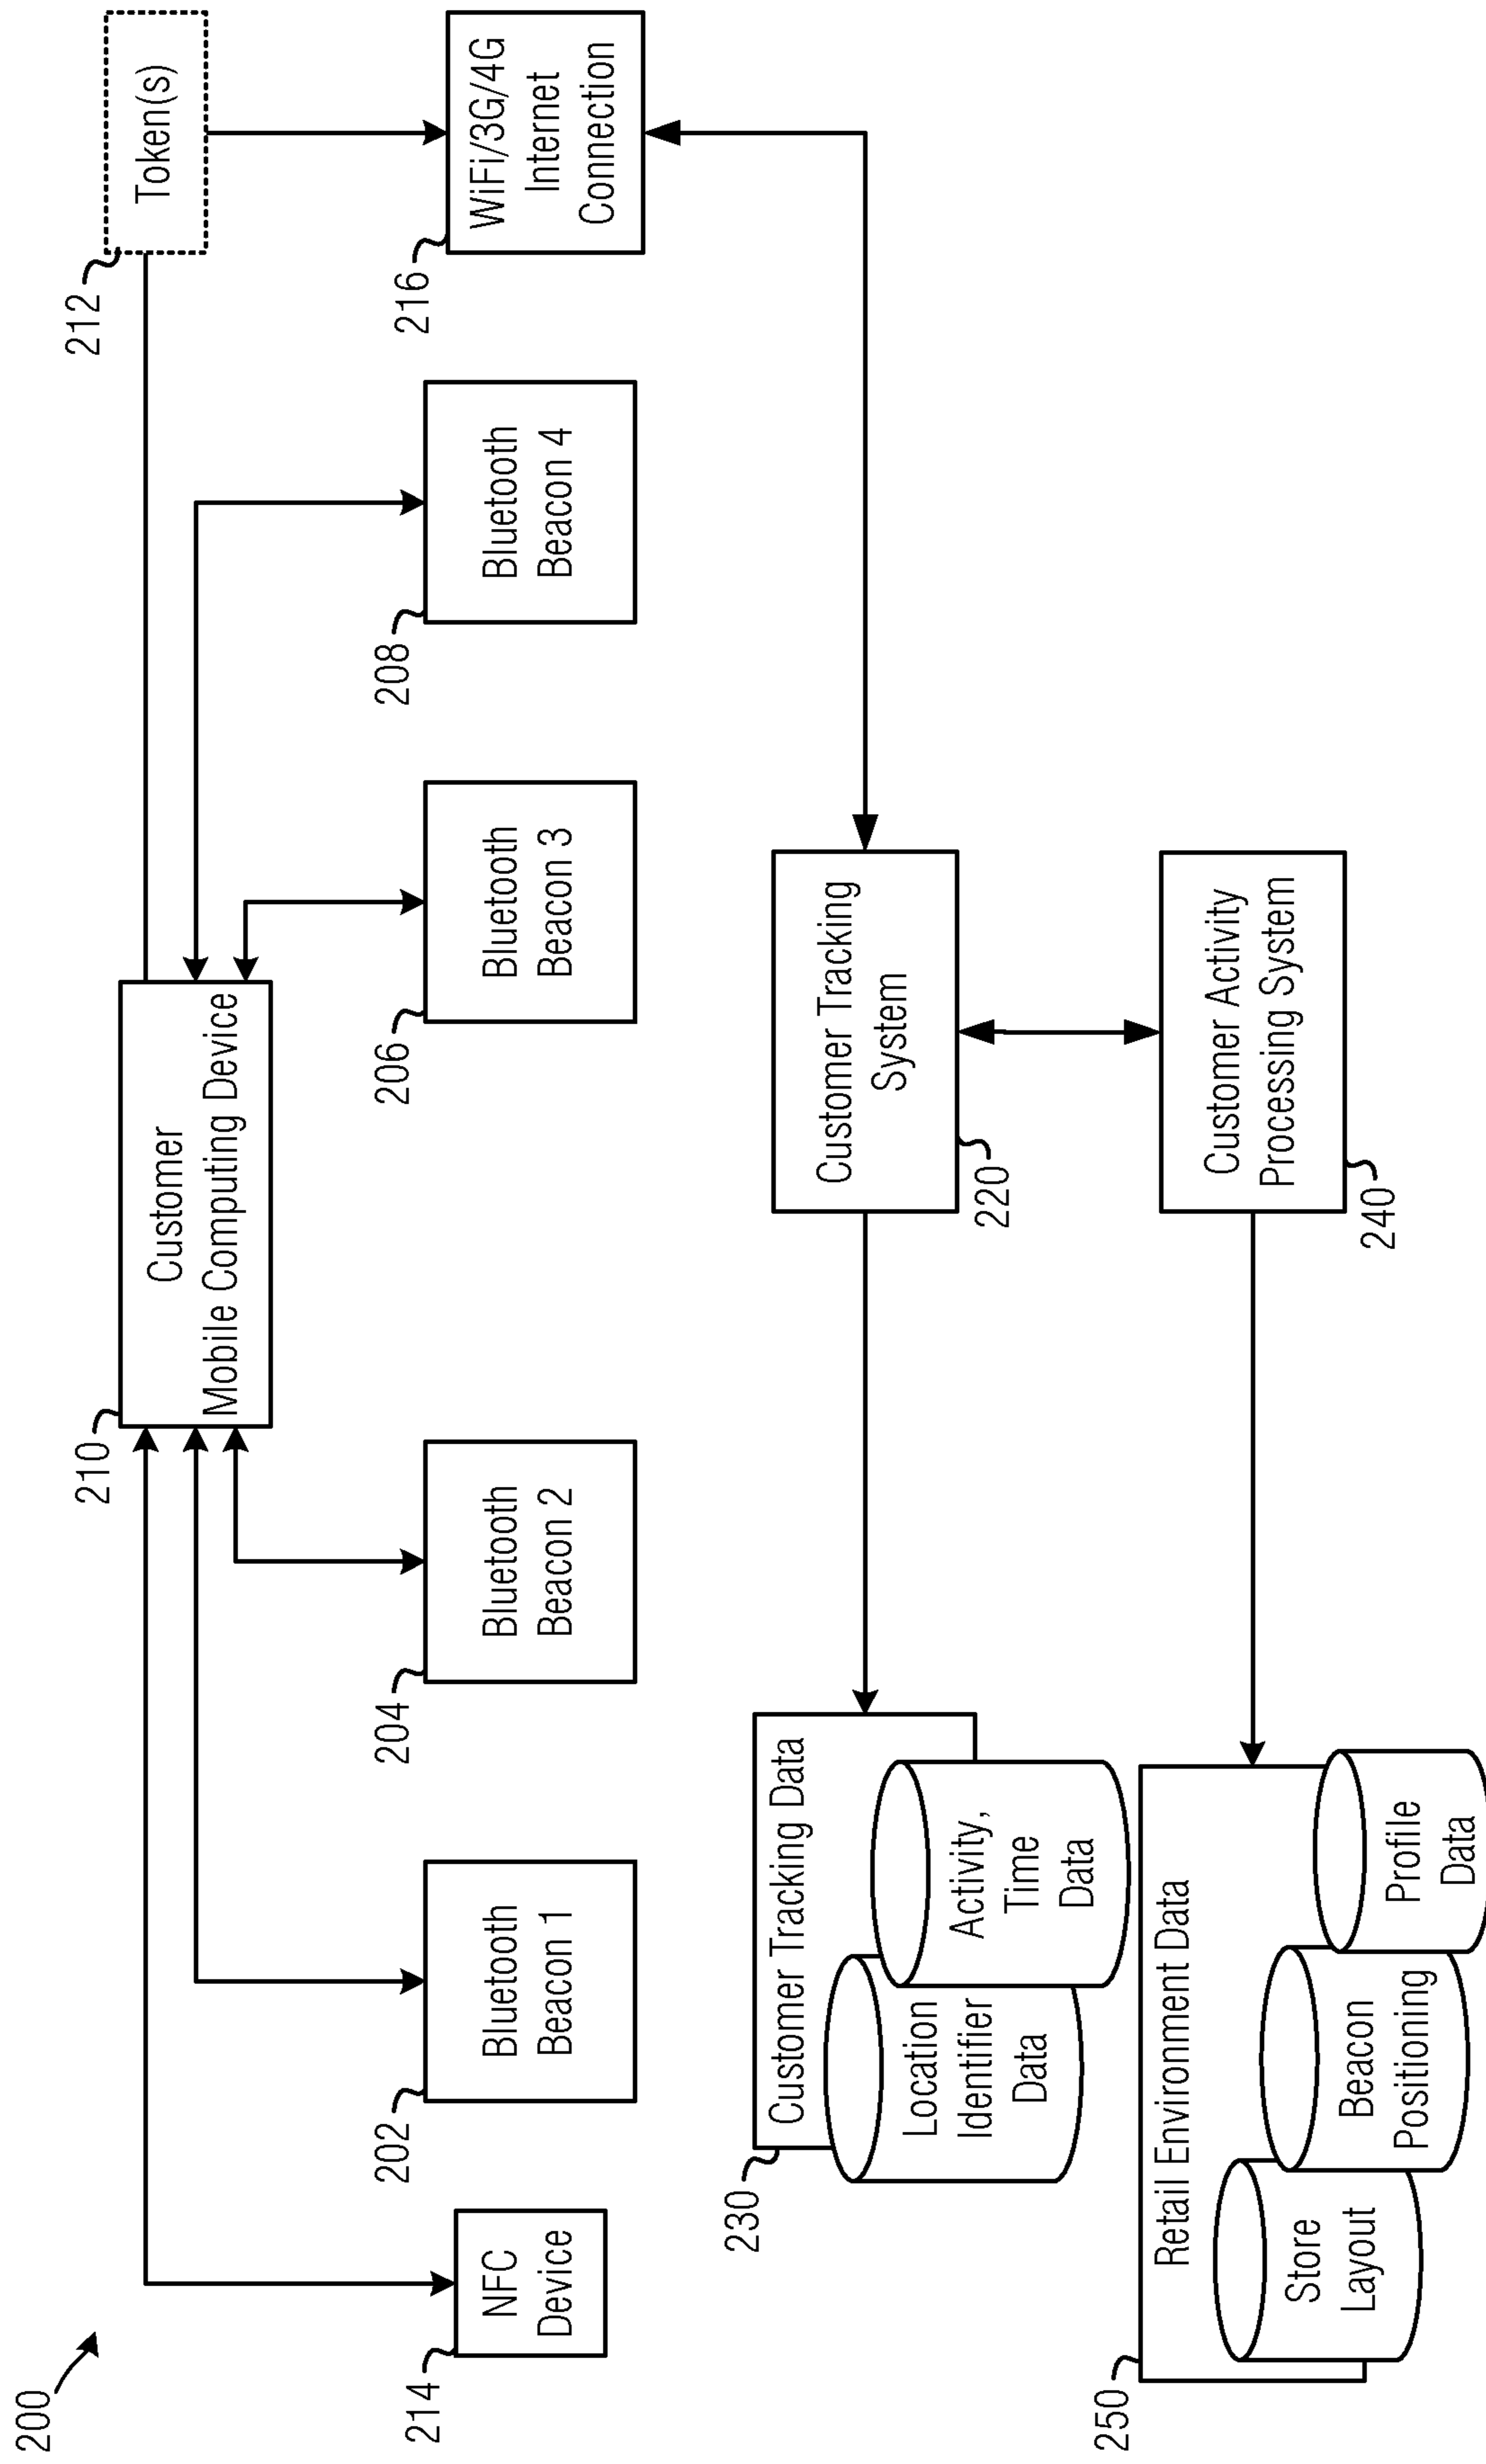 200
210
Customer
Mobile Computing Device
212
Token(s)
214
NFC
Device
202
Bluetooth
Beacon 1
204
Bluetooth
Beacon 2
206
Bluetooth
Beacon 3
208
Bluetooth
Beacon 4
216
WiFi/3G/4G
Internet
Connection
230
Customer Tracking Data
Location
Identifier
Data
Activity,
Time
Data
Customer Tracking
System
220
250
Retail Environment Data
Store
Layout
Beacon
Positioning
Profile
Data
Customer Activity
Processing System
240